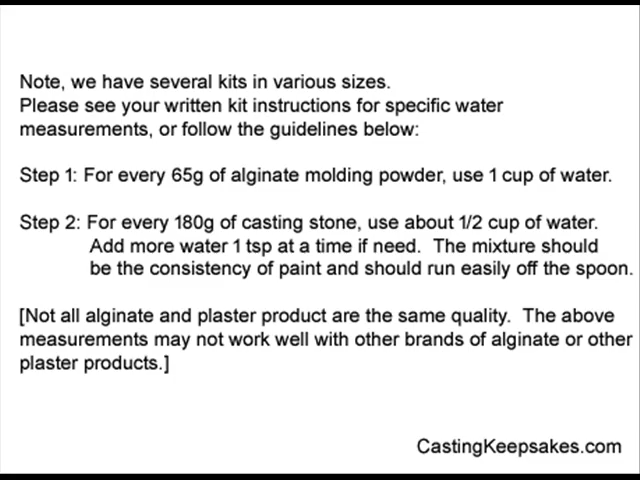 Note, we have several kits in various sizes.
Please see your written kit instructions for specific water
measurements, or follow the guidelines below:
Step 1: For every 65g of alginate molding powder, use 1 cup of water.
Step 2: For every 180g of casting stone, use about 1/2 cup of water.
Add more water 1 tsp at a time if need. The mixture should
be the consistency of paint and should run easily off the spoon.
[Not all alginate and plaster product are the same quality. The above
measurements may not work well with other brands of alginate or other
plaster products.]
CastingKeepsakes.com